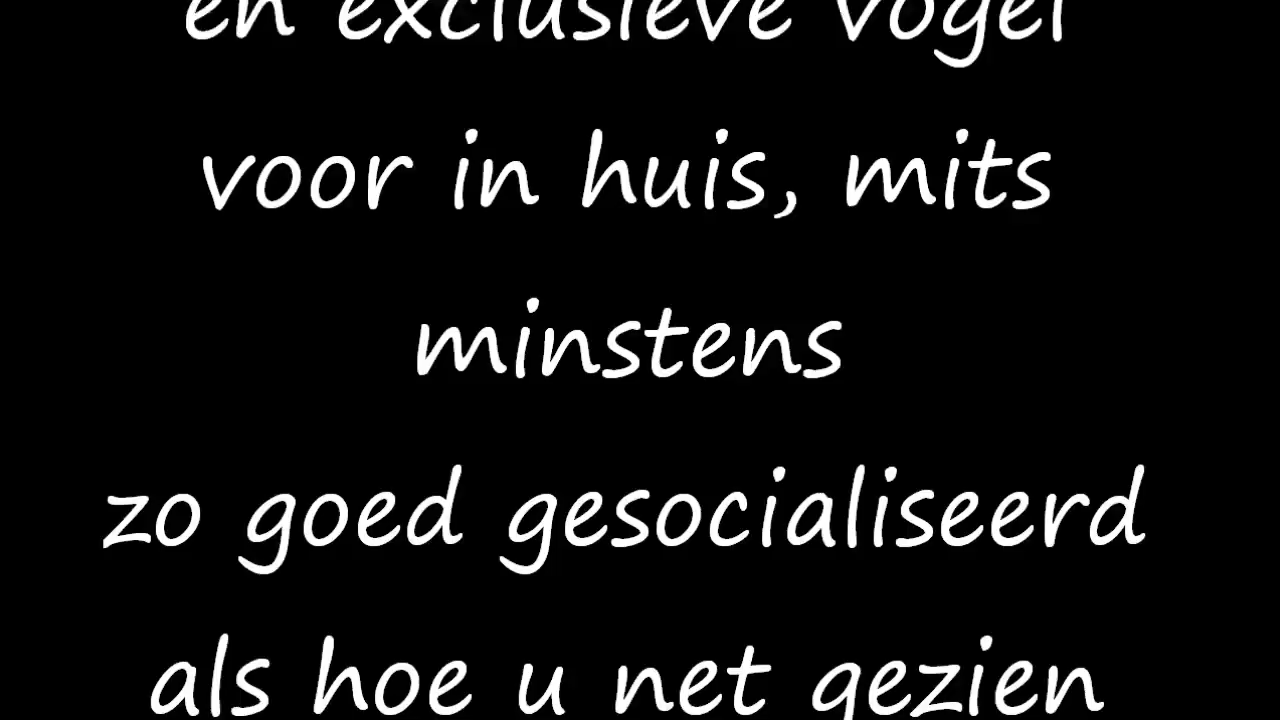 en exclusieve vogel
voor in huis, mits
minstens
zo goed gesocialiseerd
als hoe u net gezien